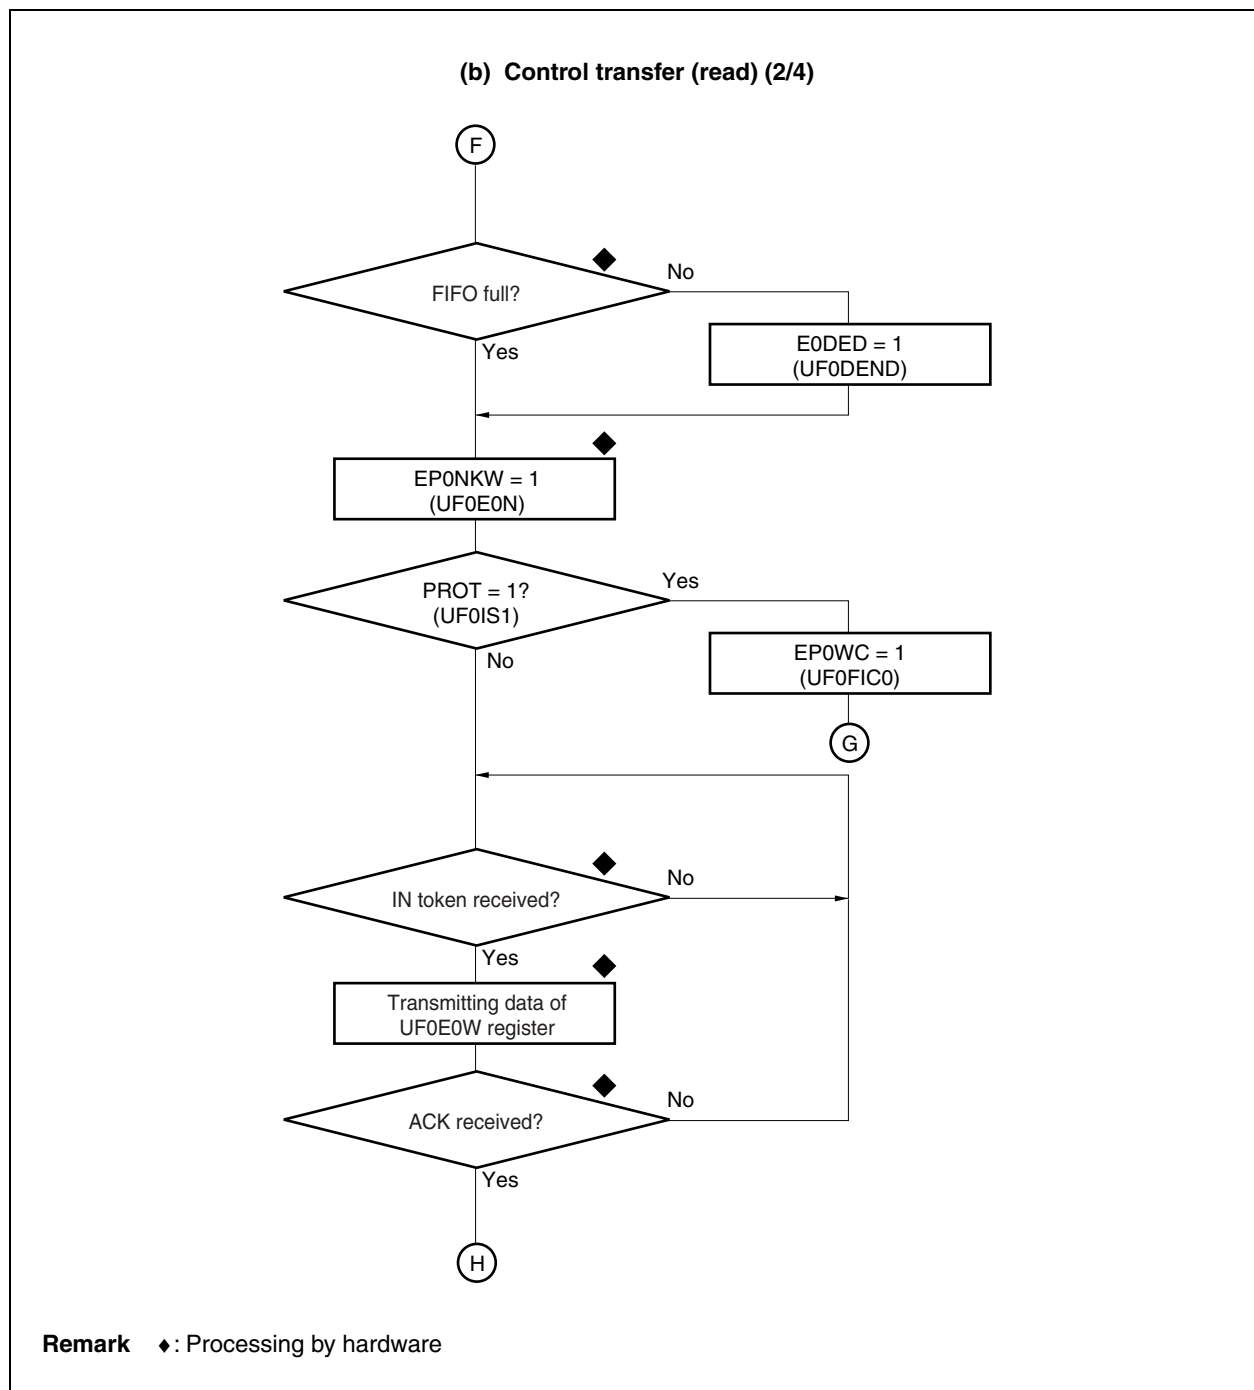 (b) Control transfer (read) (2/4)
F
FIFO full?
No
E0DED = 1
(UF0DEND)
Yes
EP0NKW = 1
(UF0E0N)
PROT = 1?
(UF0IS1)
Yes
EP0WC = 1
(UF0FIC0)
No
G
IN token received?
No
Yes
Transmitting data of
UF0E0W register
ACK received?
No
Yes
H
Remark ♦: Processing by hardware